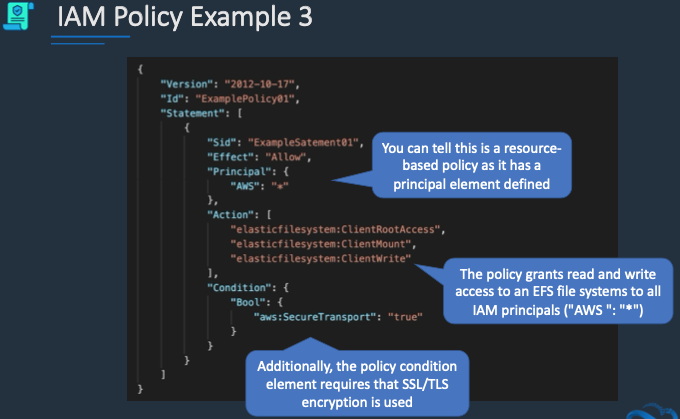 IAM Policy Example 3
{
"Version": "2012-10-17",
"Id": "ExamplePolicy01",
"Statement": [
{
"Sid": "ExampleSatement01",
"Effect": "Allow",
"Principal": {
"AWS": "*"
},
"Action": [
"elasticfilesystem:ClientRootAccess",
"elasticfilesystem:ClientMount",
"elasticfilesystem:ClientWrite"
],
"Condition": {
"Bool": {
"aws:SecureTransport": "true"
}
}
}
]
}
You can tell this is a resource-
based policy as it has a
principal element defined
The policy grants read and write
access to an EFS file systems to all
IAM principals ("AWS ": "*")
Additionally, the policy condition
element requires that SSL/TLS
encryption is used